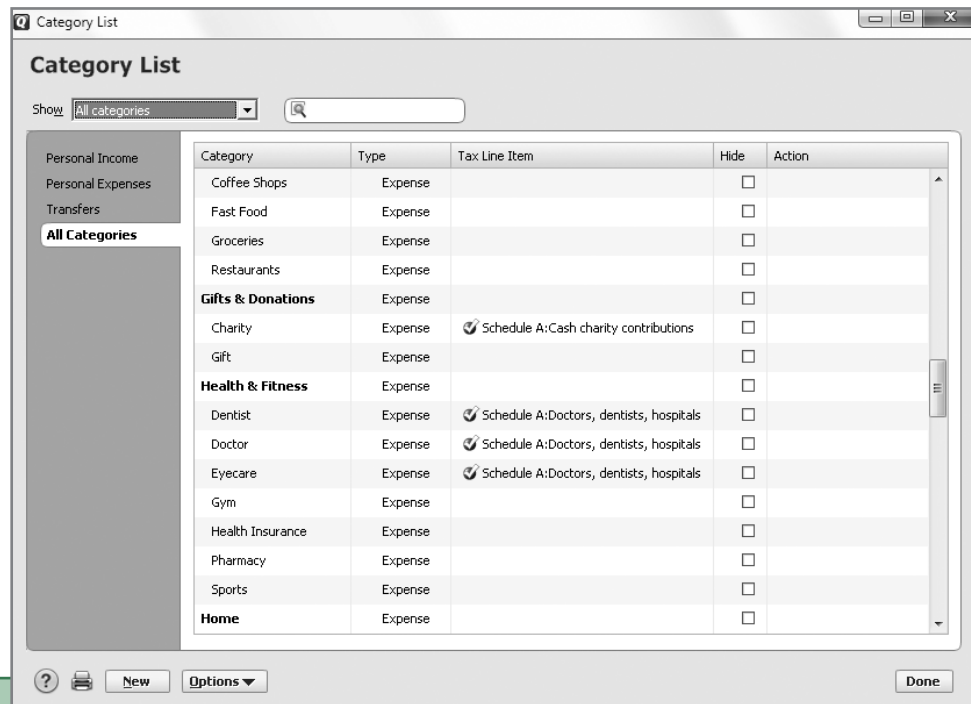 Category List
Category List
Show All categories
Personal Income
Personal Expenses
Transfers
All Categories
Category Type Tax Line Item Hide Action
Coffee Shops Expense
Fast Food Expense
Groceries Expense
Restaurants Expense
Gifts & Donations Expense
Charity Expense Schedule A:Cash charity contributions
Gift Expense
Health & Fitness Expense
Dentist Expense Schedule A:Doctors, dentists, hospitals
Doctor Expense Schedule A:Doctors, dentists, hospitals
Eyecare Expense Schedule A:Doctors, dentists, hospitals
Gym Expense
Health Insurance Expense
Pharmacy Expense
Sports Expense
Home Expense
? New Options Done